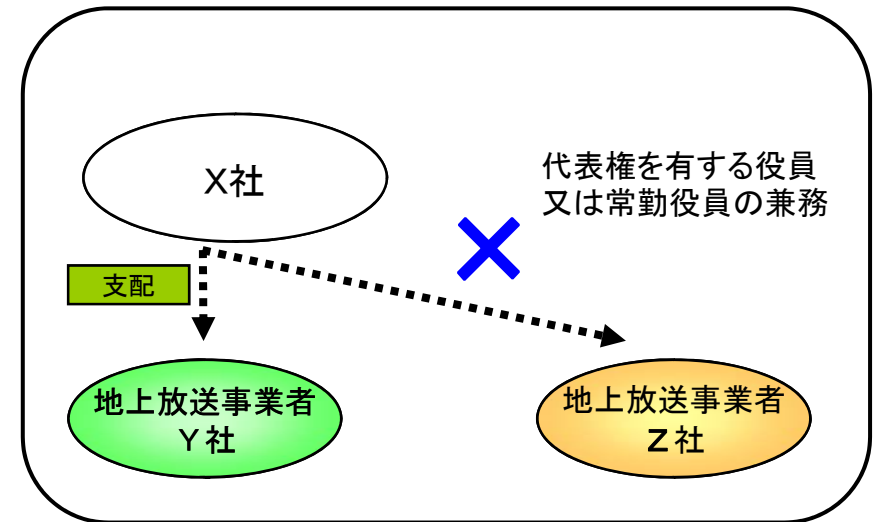 X社
代表権を有する役員
又は常勤役員の兼務
支配
地上放送事業者
Y社
地上放送事業者
Z社